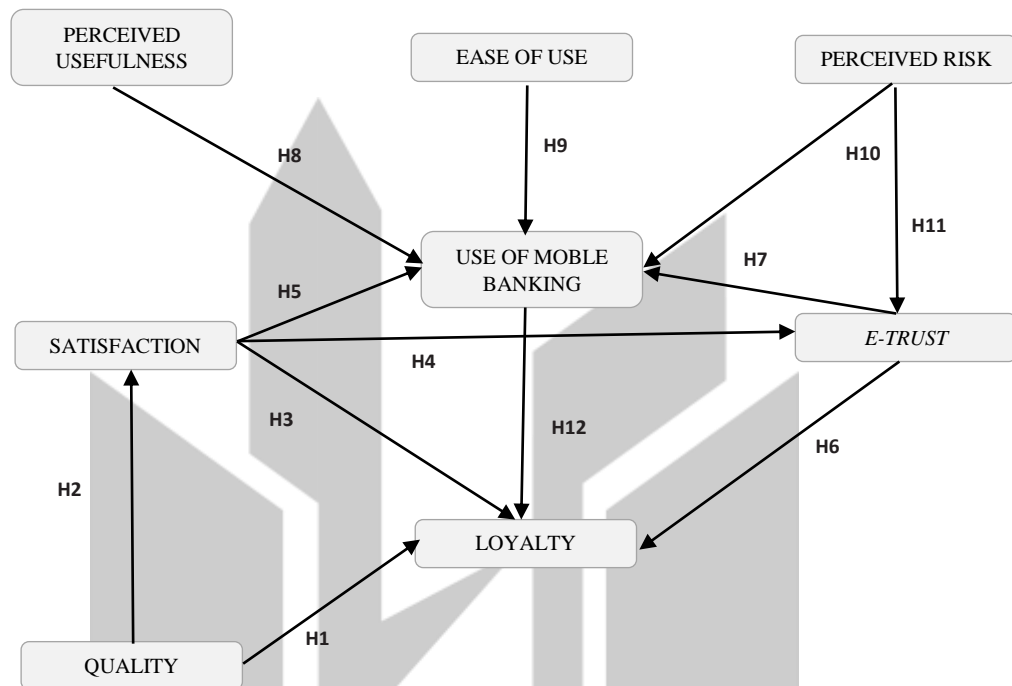 PERCEIVED
USEFULNESS
EASE OF USE
PERCEIVED RISK
H8
H9
H10
H11
USE OF MOBLE
BANKING
H7
H5
SATISFACTION
H4
E-TRUST
H3
H12
H6
H2
LOYALTY
H1
QUALITY